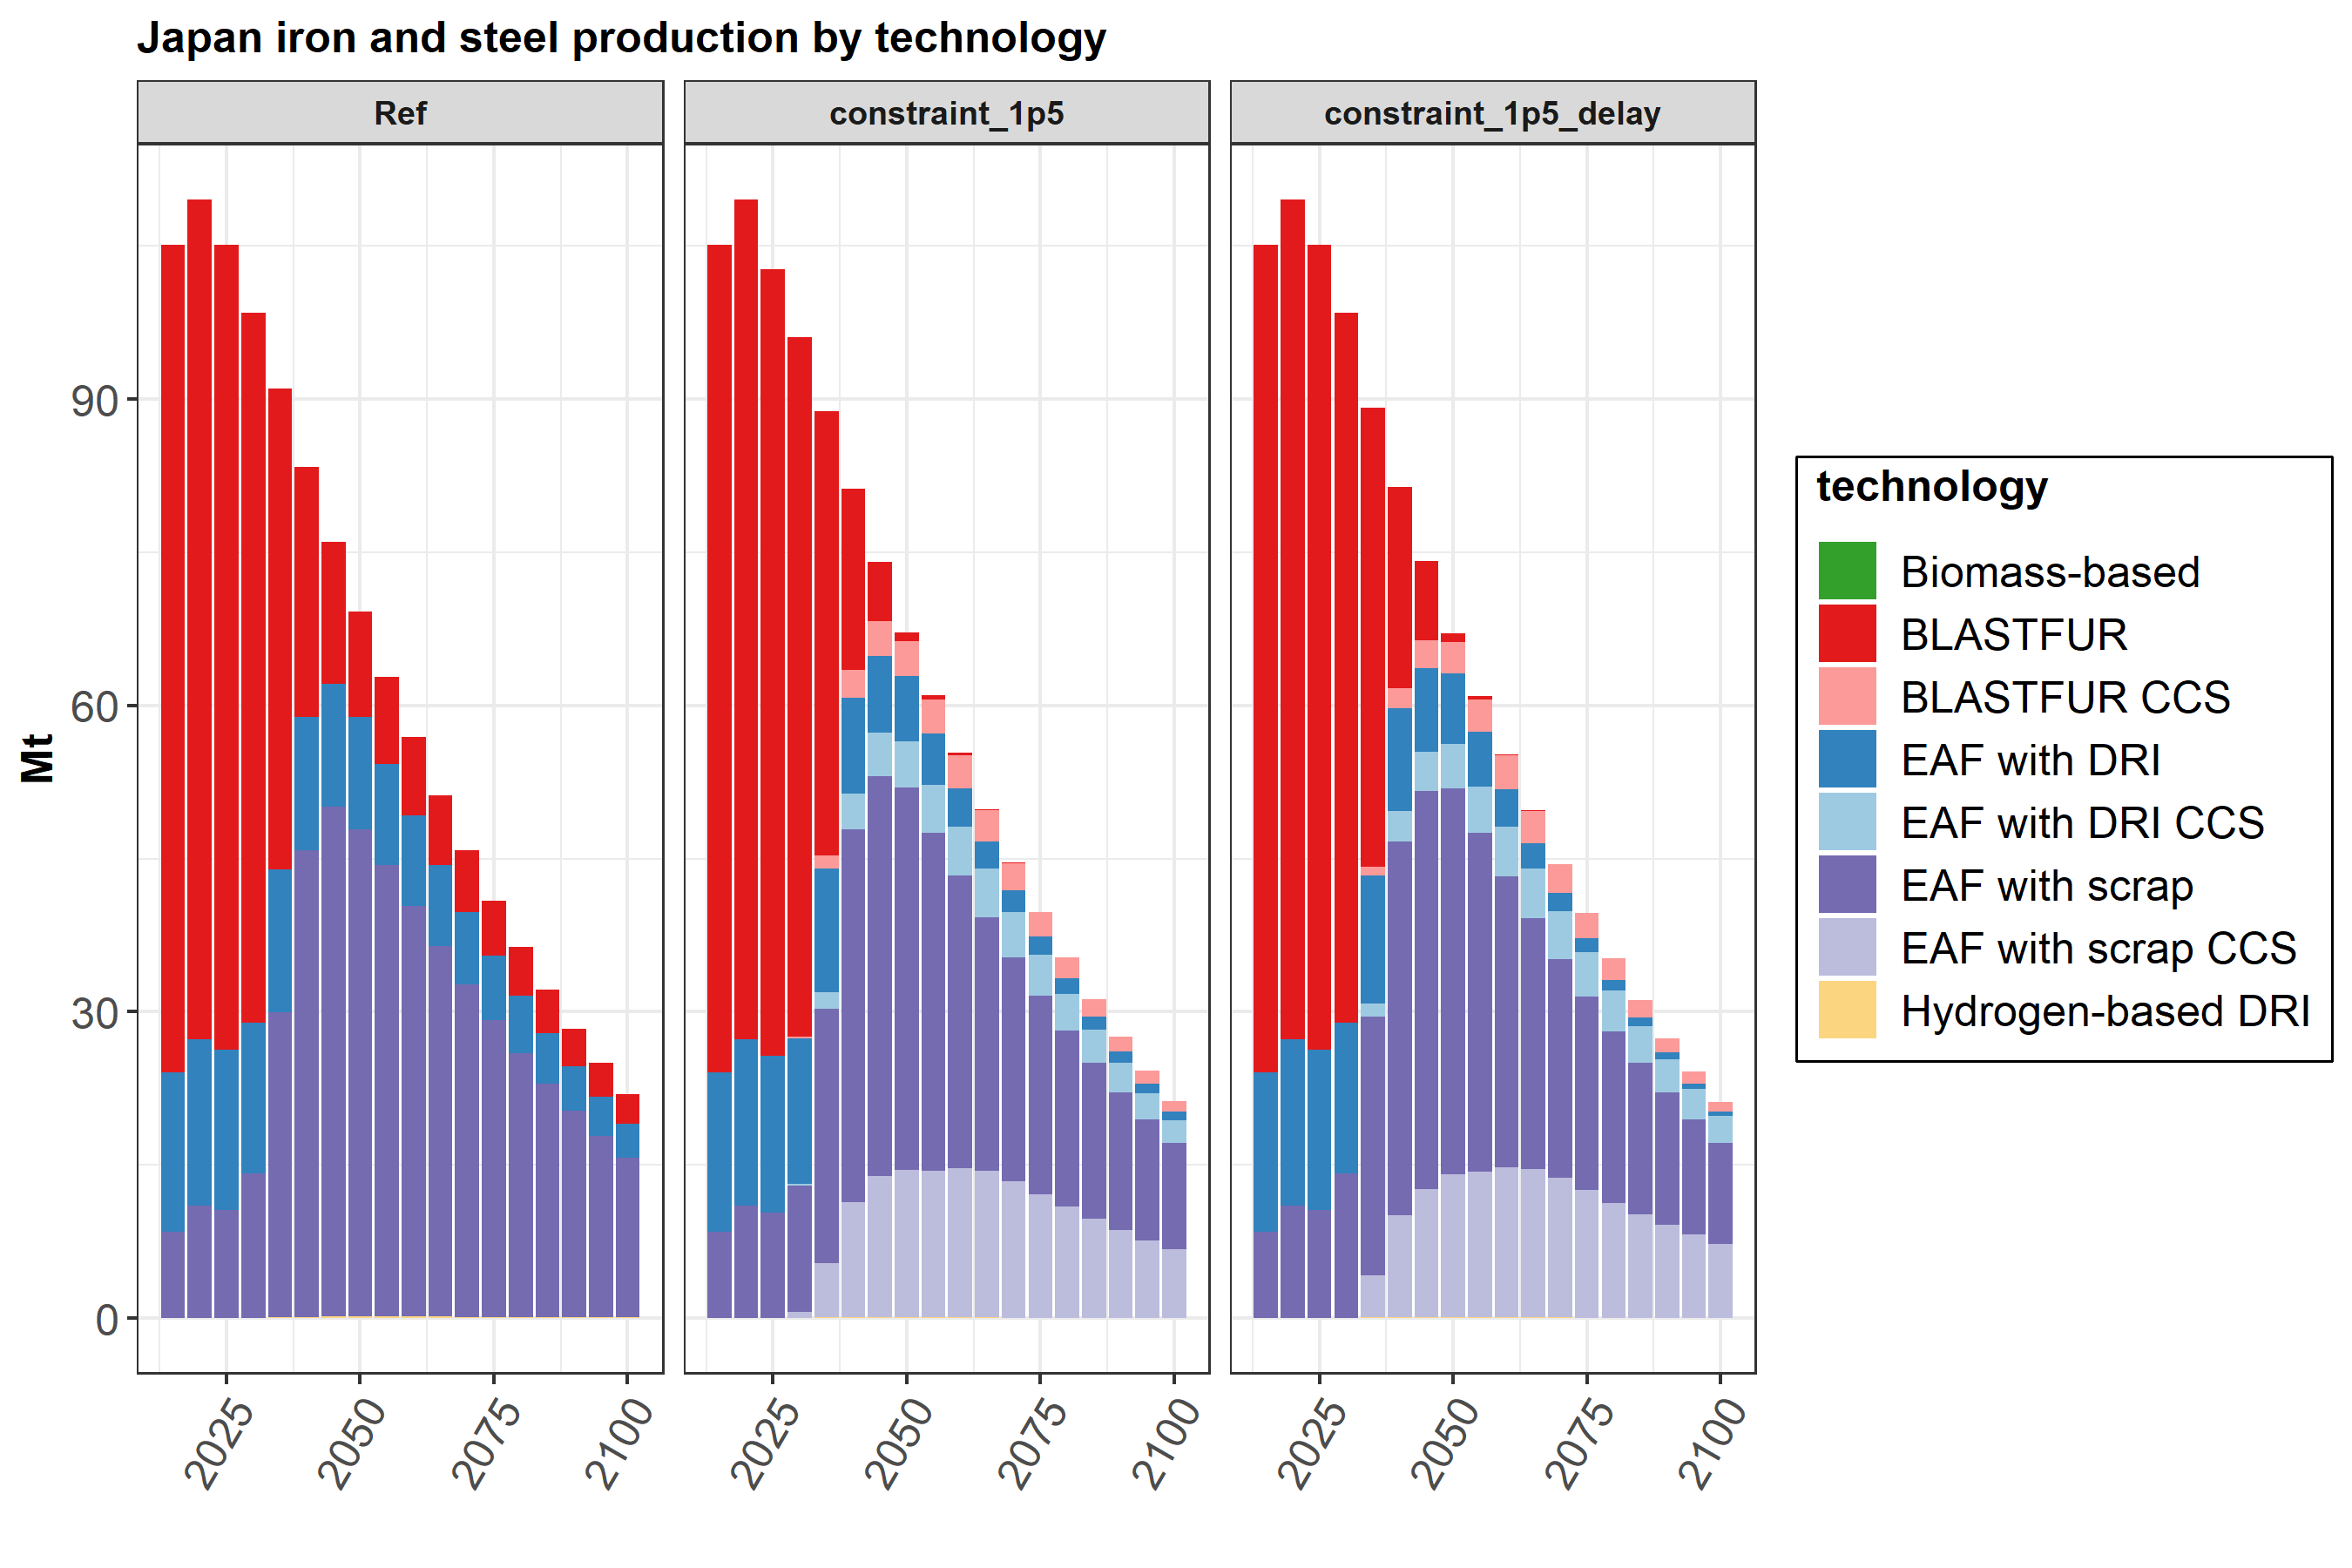 Japan iron and steel production by technology
Ref
constraint_1p5
constraint_1p5_delay
Mt
90
60
30
0
2025
2050
2075
2100
2025
2050
2075
2100
2025
2050
2075
2100
technology
Biomass-based
BLASTFUR
BLASTFUR CCS
EAF with DRI
EAF with DRI CCS
EAF with scrap
EAF with scrap CCS
Hydrogen-based DRI